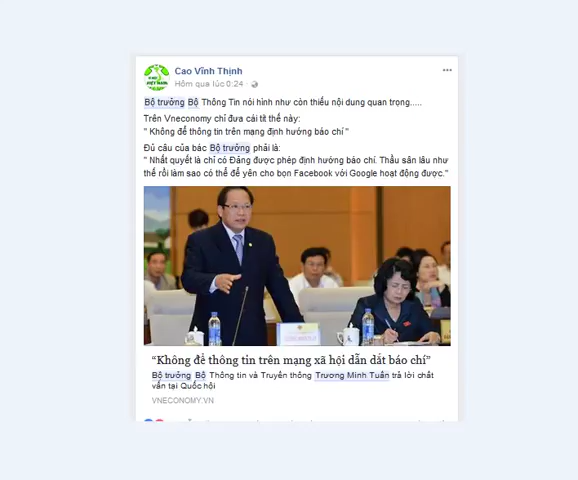 Cao Vĩnh Thịnh
Hôm qua lúc 0:24 ·
Bộ trưởng Bộ Thông Tin nói hình như còn thiếu nội dung quan trọng.....
Trên Vneconomy chỉ đưa cái tít thế này:
" Không để thông tin trên mạng định hướng báo chí "
Đủ câu của bác Bộ trưởng phải là:
" Nhất quyết là chỉ có Đảng được phép định hướng báo chí. Thầu sân lâu như
thế rồi làm sao có thể để yên cho bọn Facebook với Google hoạt động được."
“Không để thông tin trên mạng xã hội dẫn dắt báo chí”
Bộ trưởng Bộ Thông tin và Truyền thông Trương Minh Tuấn trả lời chất
vấn tại Quốc hội
VNECONOMY.VN